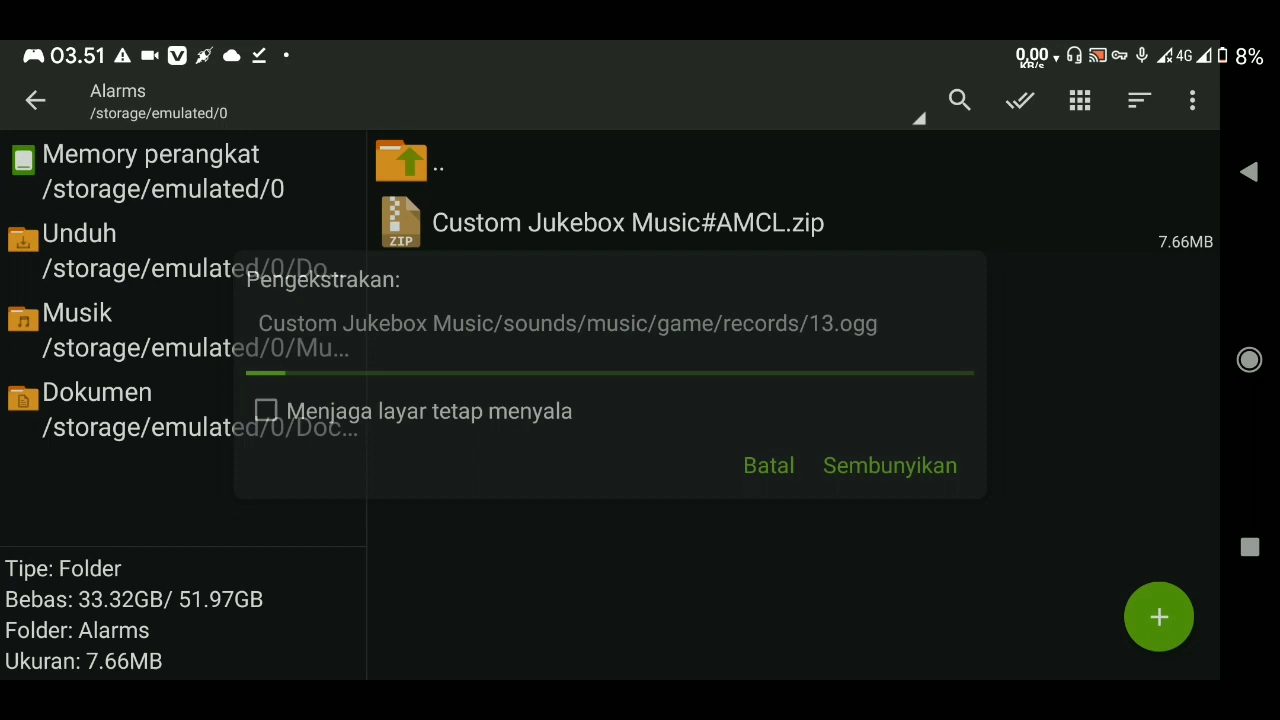 03.51
0,00
KB/s
4G
8%
Alarms
/storage/emulated/0
Memory perangkat
/storage/emulated/0
Unduh
/storage/emulated/0/Do...
Musik
/storage/emulated/0/Mu...
Dokumen
/storage/emulated/0/Doc...
..
ZIP
Custom Jukebox Music#AMCL.zip
7.66MB
Pengekstrakan:
Custom Jukebox Music/sounds/music/game/records/13.ogg
Menjaga layar tetap menyala
Batal
Sembunyikan
Tipe: Folder
Bebas: 33.32GB/ 51.97GB
Folder: Alarms
Ukuran: 7.66MB